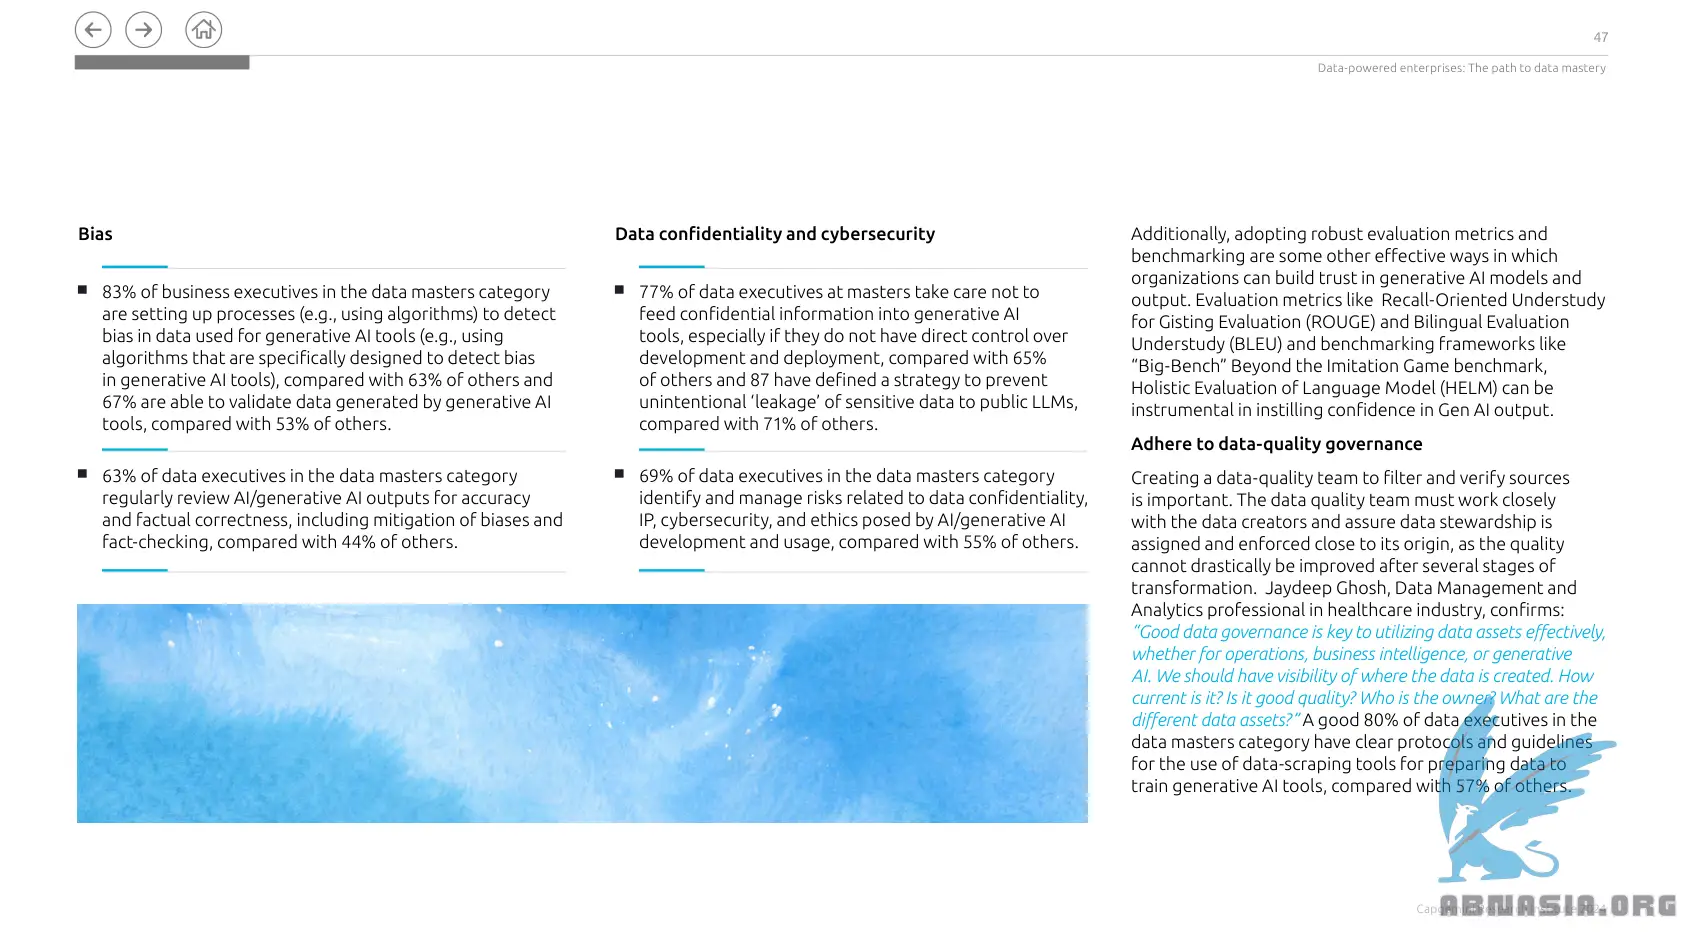 47
Data-powered enterprises: The path to data mastery
Bias
83% of business executives in the data masters category
are setting up processes (e.g., using algorithms) to detect
bias in data used for generative AI tools (e.g., using
algorithms that are specifically designed to detect bias
in generative AI tools), compared with 63% of others and
67% are able to validate data generated by generative AI
tools, compared with 53% of others.
63% of data executives in the data masters category
regularly review AI/generative AI outputs for accuracy
and factual correctness, including mitigation of biases and
fact-checking, compared with 44% of others.
Data confidentiality and cybersecurity
77% of data executives at masters take care not to
feed confidential information into generative AI
tools, especially if they do not have direct control over
development and deployment, compared with 65%
of others and 87 have defined a strategy to prevent
unintentional ‘leakage’ of sensitive data to public LLMs,
compared with 71% of others.
69% of data executives in the data masters category
identify and manage risks related to data confidentiality,
IP, cybersecurity, and ethics posed by AI/generative AI
development and usage, compared with 55% of others.
Additionally, adopting robust evaluation metrics and
benchmarking are some other effective ways in which
organizations can build trust in generative AI models and
output. Evaluation metrics like Recall-Oriented Understudy
for Gisting Evaluation (ROUGE) and Bilingual Evaluation
Understudy (BLEU) and benchmarking frameworks like
“Big-Bench” Beyond the Imitation Game benchmark,
Holistic Evaluation of Language Model (HELM) can be
instrumental in instilling confidence in Gen AI output.
Adhere to data-quality governance
Creating a data-quality team to filter and verify sources
is important. The data quality team must work closely
with the data creators and assure data stewardship is
assigned and enforced close to its origin, as the quality
cannot drastically be improved after several stages of
transformation. Jaydeep Ghosh, Data Management and
Analytics professional in healthcare industry, confirms:
“Good data governance is key to utilizing data assets effectively,
whether for operations, business intelligence, or generative
AI. We should have visibility of where the data is created. How
current is it? Is it good quality? Who is the owner? What are the
different data assets?” A good 80% of data executives in the
data masters category have clear protocols and guidelines
for the use of data-scraping tools for preparing data to
train generative AI tools, compared with 57% of others.
ABMASIA.ORG